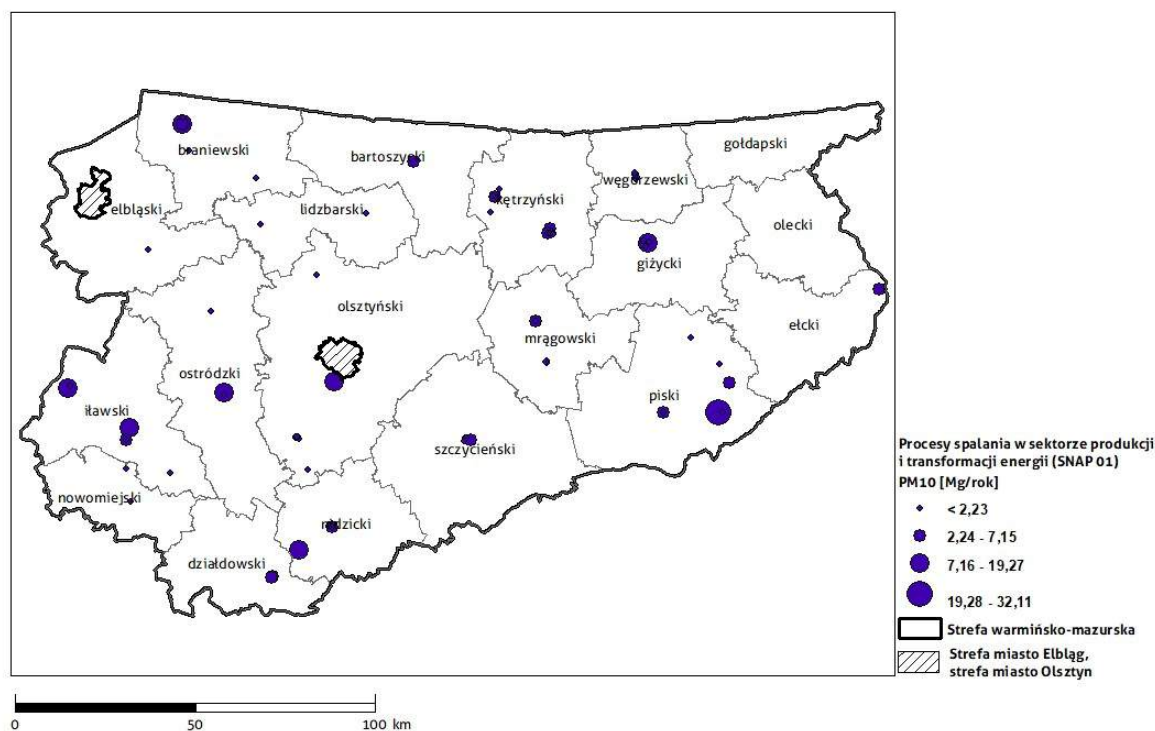 gołdapski
braniewski
bartoszycki
węgorzewski
kętrzyński
elbląski
lidzbarski
olecki
giżycki
olsztyński
ełcki
mrągowski
ostródzki
piski
iławski
szczycieński
nowomiejski
nidzicki
działdowski
Procesy spalania w sektorze produkcji
i transformacji energii (SNAP 01)
PM10 [Mg/rok]
< 2,23
2,24 - 7,15
7,16 - 19,27
19,28 - 32,11
Strefa warmińsko-mazurska
Strefa miasto Elbląg,
strefa miasto Olsztyn
0 50 100 km